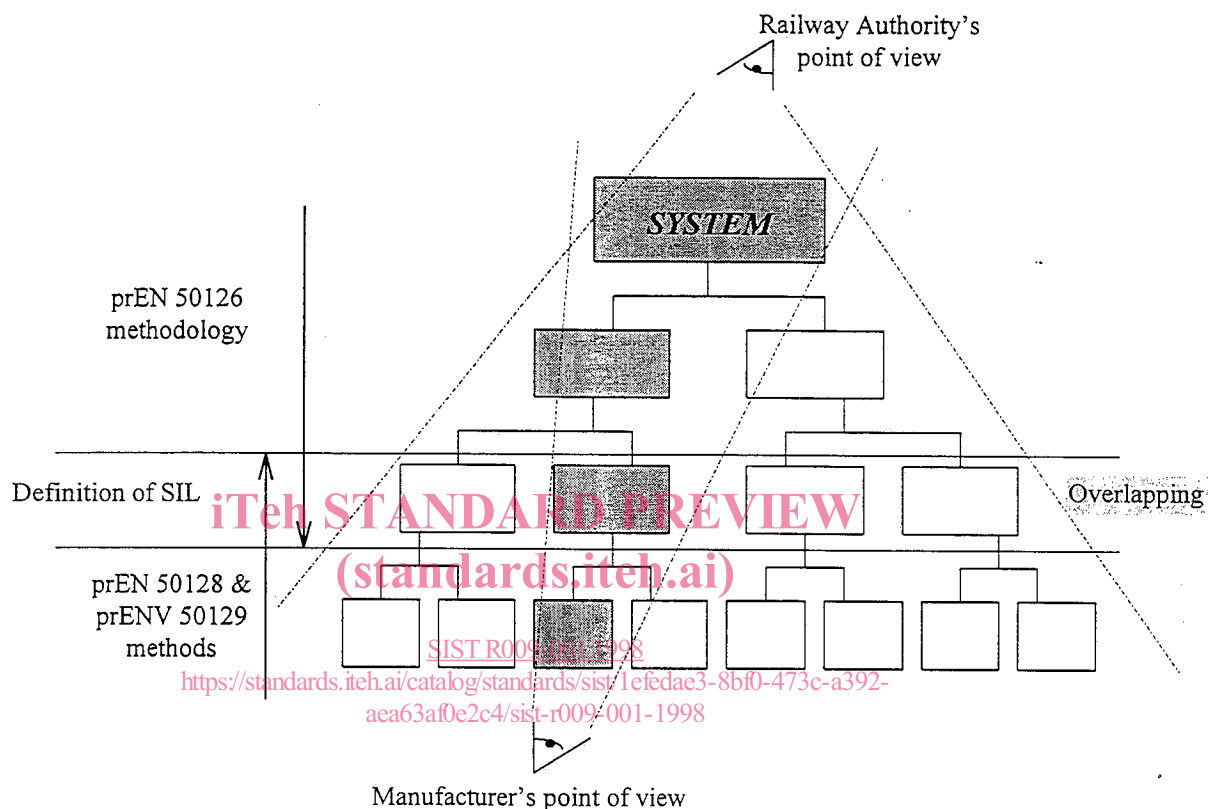 Railway Authority's
point of view
SYSTEM
prEN 50126
methodology
Definition of SIL
Overlapping
iTeh STANDARD PREVIEW
(standards.iteh.ai)
prEN 50128 &
prENV 50129
methods
SIST R009-001:1998
https://standards.iteh.ai/catalog/standards/sist/1efedae3-8bf0-473c-a392-
aea63af0e2c4/sist-r009-001-1998
Manufacturer's point of view